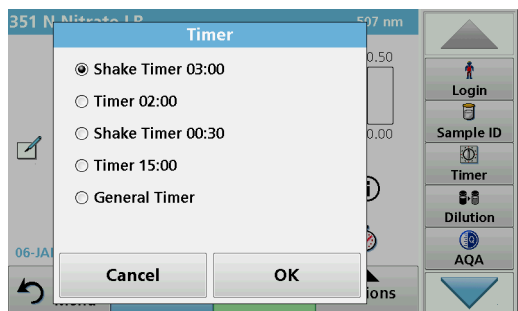 351 N Nitrate LR
507 nm
Timer
0.50
Shake Timer 03:00
Timer 02:00
Shake Timer 00:30
Timer 15:00
General Timer
0.00
06-JA
Cancel
OK
Menu
ions
Login
Sample ID
Timer
Dilution
AQA